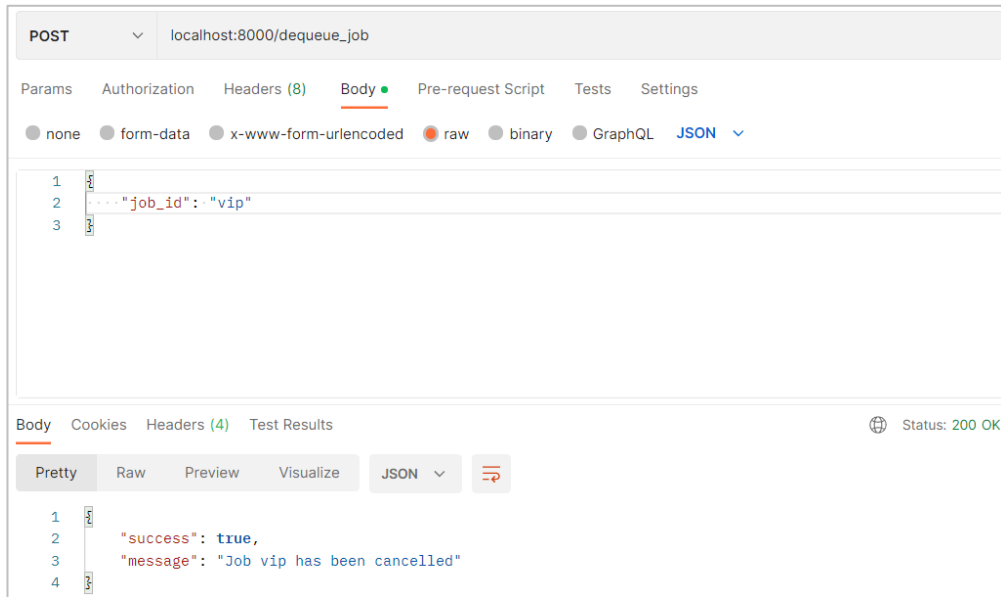 POST localhost:8000/dequeue_job
Params Authorization Headers (8) Body Pre-request Script Tests Settings
none form-data x-www-form-urlencoded raw binary GraphQL JSON
1 {
2 "job_id": "vip"
3 }
Body Cookies Headers (4) Test Results Status: 200 OK
Pretty Raw Preview Visualize JSON
1 {
2 "success": true,
3 "message": "Job vip has been cancelled"
4 }